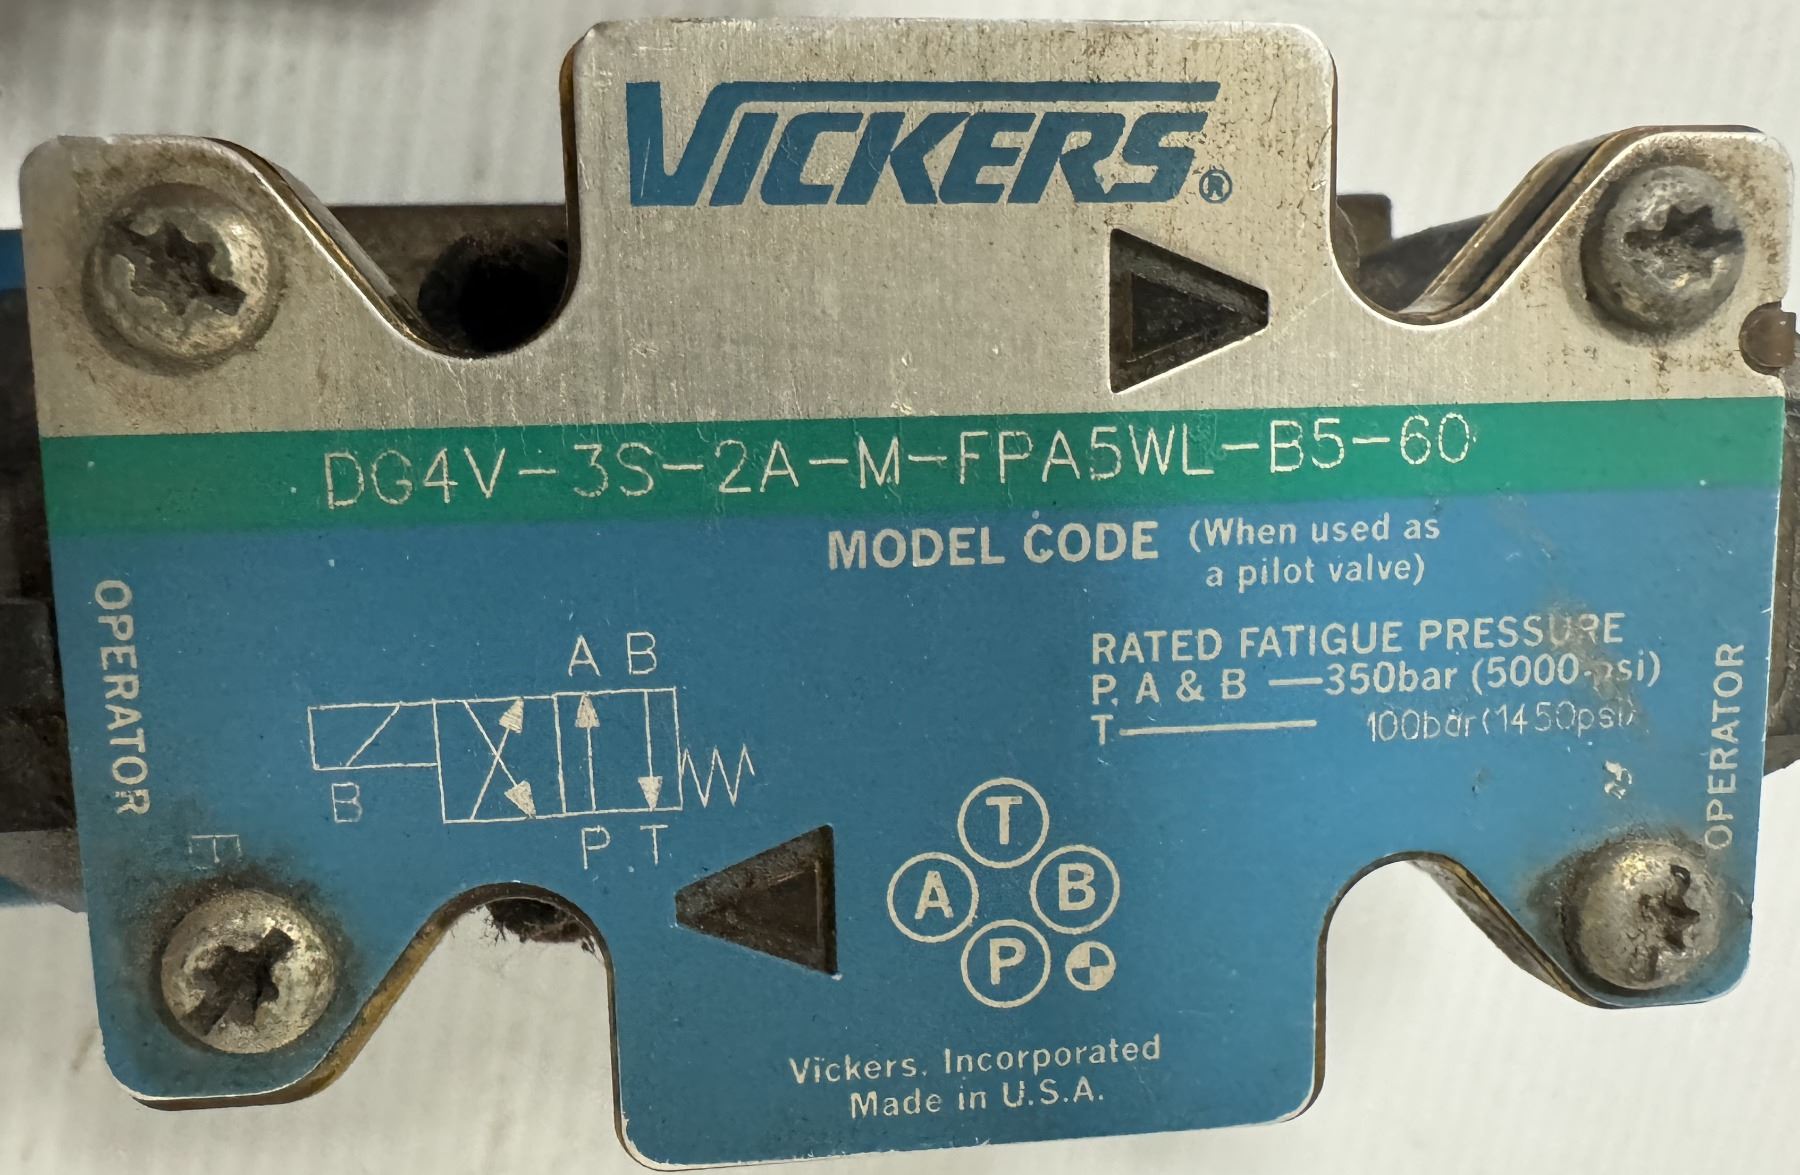 VICKERS®
DG4V-3S-2A-M-FPA5WL-B5-60
MODEL CODE (When used as
a pilot valve)
OPERATOR
RATED FATIGUE PRESSURE
P, A & B —350bar (5000 psi)
T— 100bar(1450psi)
OPERATOR
A B
B
P T
E
T
A B
P
Vickers, Incorporated
Made in U.S.A.